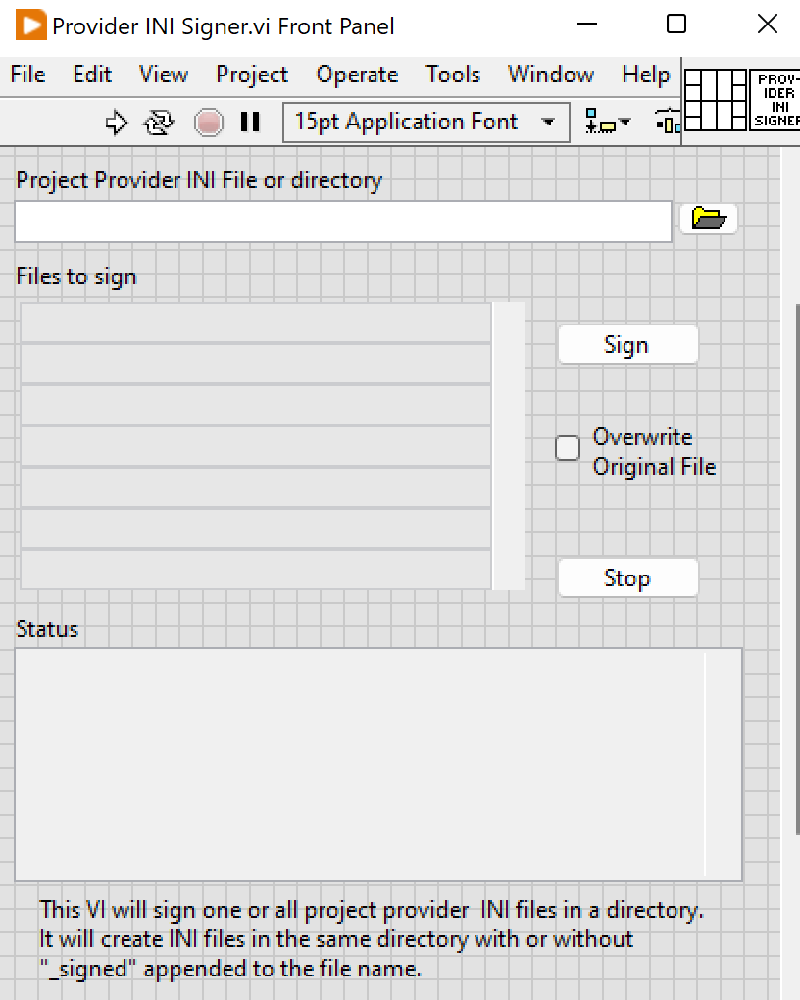 Provider INI Signer.vi Front Panel
File Edit View Project Operate Tools Window Help
PROV-
IDER
INI
SIGNER
15pt Application Font
Project Provider INI File or directory
Files to sign
Sign
Overwrite
Original File
Stop
Status
This VI will sign one or all project provider  INI files in a directory.
It will create INI files in the same directory with or without
"_signed" appended to the file name.